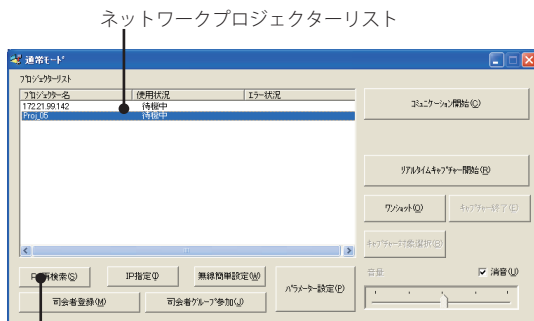 ネットワークプロジェクターリスト
通常モード
プロジェクターリスト
プロジェクター名 使用状況 エラー状況
172.21.99.142 待機中
Proj_05 待機中
コミュニケーション開始(C)
リアルタイムキャプチャー開始(R)
ワンショット(O) キャプチャー終了(E)
キャプチャー対象選択(B)
再検索(S) IP指定(I) 無線簡単設定(W) パラメーター設定(P)
音量 消音(U)
司会者登録(M) 司会者グループ参加(J)